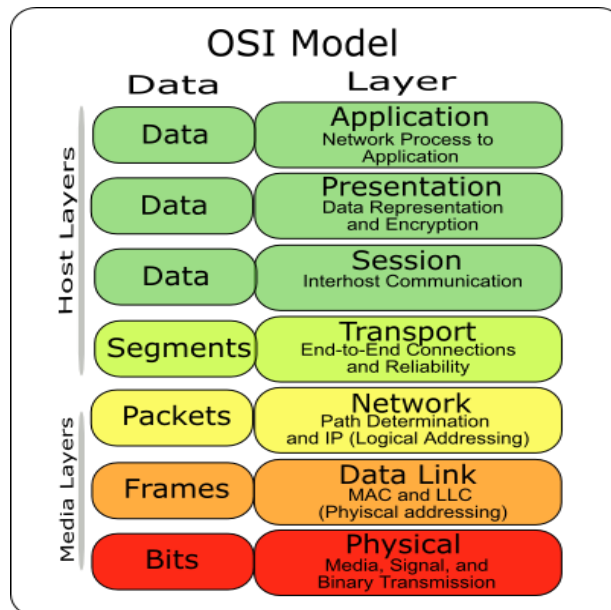 OSI Model
Data Layer
Host Layers
Data
Application
Network Process to
Application
Data
Presentation
Data Representation
and Encryption
Data
Session
Interhost Communication
Segments
Transport
End-to-End Connections
and Reliability
Media Layers
Packets
Network
Path Determination
and IP (Logical Addressing)
Frames
Data Link
MAC and LLC
(Phyiscal addressing)
Bits
Physical
Media, Signal, and
Binary Transmission